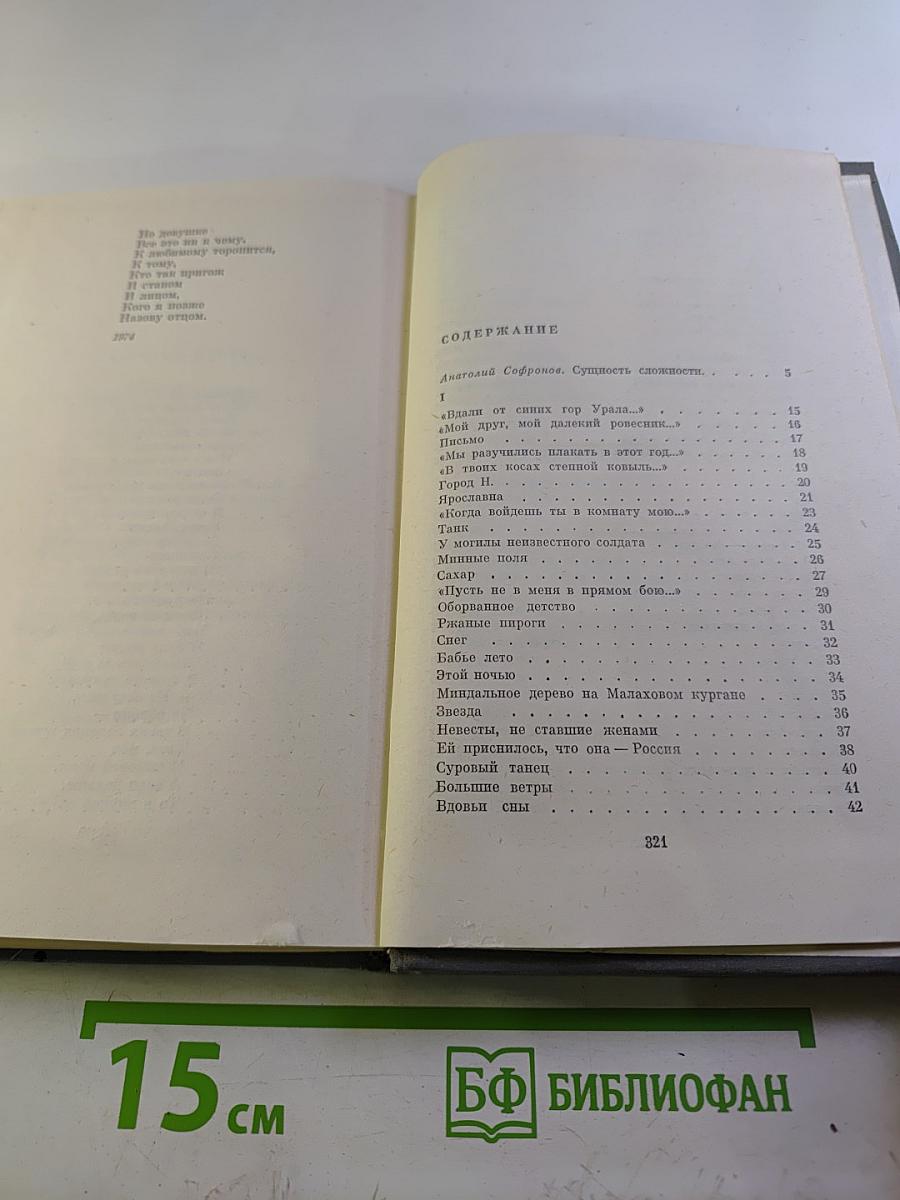 Но девушке
Все это ни к чему.
К любимому торопится,
К тому,
Кто так пригож
И станом
И лицом,
Кого я позже
Назову отцом.
1974
СОДЕРЖАНИЕ
Анатолий Софронов. Сущность сложности. . . . . 5
I
«Вдали от синих гор Урала...» . . . . . . . 15
«Мой друг, мой далекий ровесник...» . . . . . 16
Письмо . . . . . . . . . . . . . . . 17
«Мы разучились плакать в этот год...» . . . . . 18
«В твоих косах степной ковыль...» . . . . . . 19
Город Н. . . . . . . . . . . . . . . . 20
Ярославна . . . . . . . . . . . . . . 21
«Когда войдешь ты в комнату мою...» . . . . . 23
Танк . . . . . . . . . . . . . . . . 24
У могилы неизвестного солдата . . . . . . . . 25
Минные поля . . . . . . . . . . . . . 26
Сахар . . . . . . . . . . . . . . . . 27
«Пусть не в меня в прямом бою...» . . . . . . 29
Оборванное детство . . . . . . . . . . . 30
Ржаные пироги . . . . . . . . . . . . . 31
Снег . . . . . . . . . . . . . . . . 32
Бабье лето . . . . . . . . . . . . . . 33
Этой ночью . . . . . . . . . . . . . . 34
Миндальное дерево на Малаховом кургане . . . . 35
Звезда . . . . . . . . . . . . . . . 36
Невесты, не ставшие женами . . . . . . . . 37
Ей приснилось, что она — Россия . . . . . . . 38
Суровый танец . . . . . . . . . . . . . 40
Большие ветры . . . . . . . . . . . . . 41
Вдовьи сны . . . . . . . . . . . . . . 42
321
15 см
БФ БИБЛИОФАН